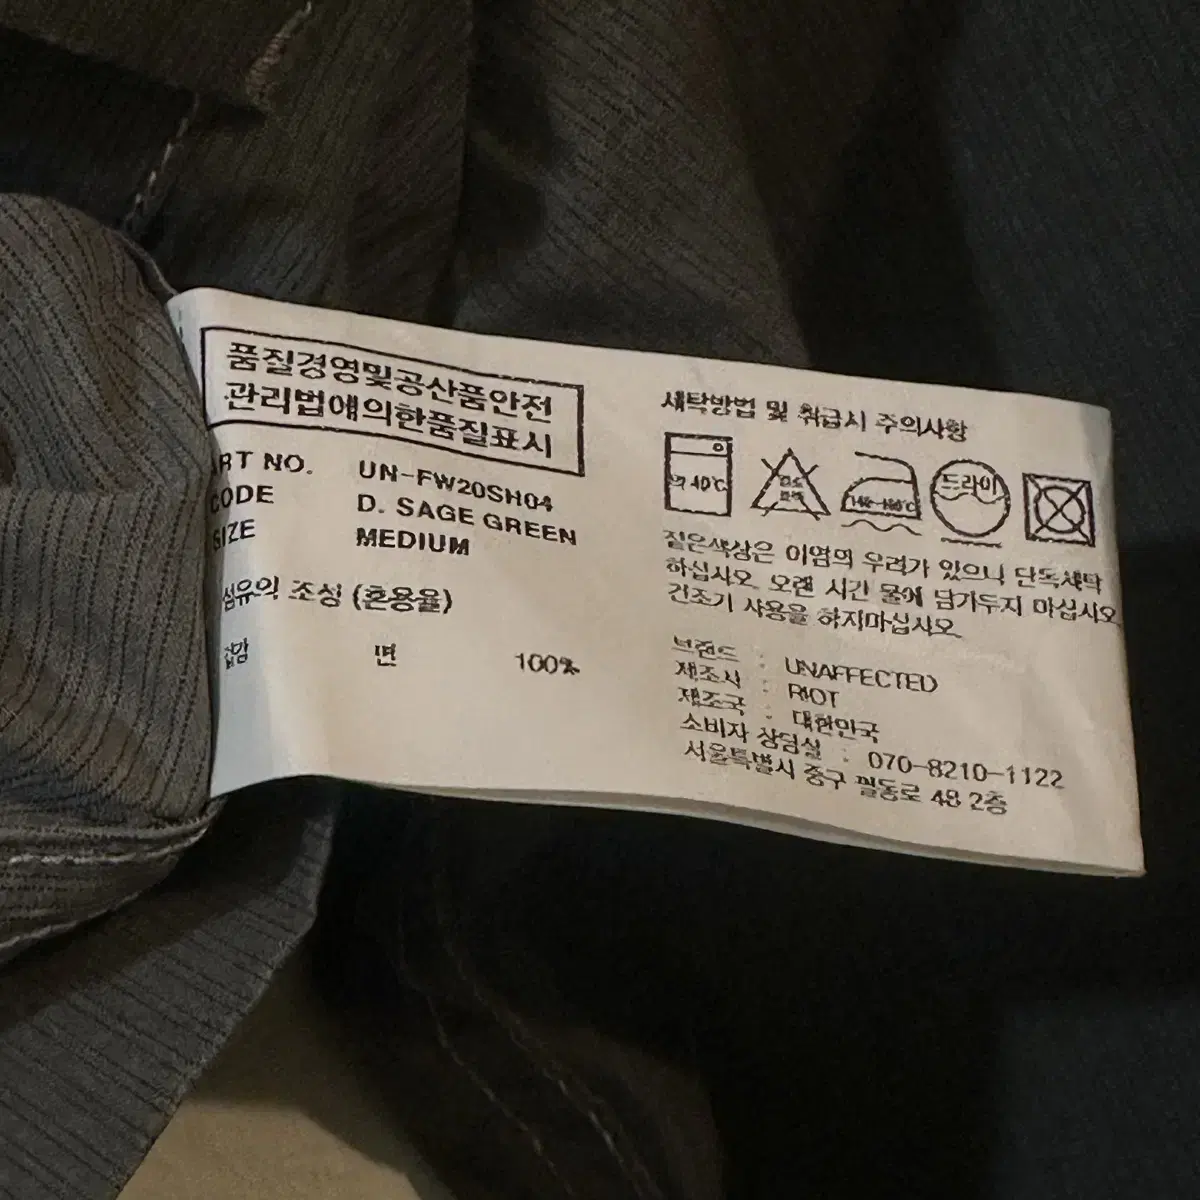 품질경영및공산품안전
관리법에의한품질표시
ART NO. UN-FW20SH04
CODE D. SAGE GREEN
SIZE MEDIUM
섬유의 조성 (혼용율)
겉감 면 100%
세탁방법 및 취급시 주의사항
약 40℃
염소
표백
드라이
짙은색상은 이염의 우려가 있으니 단독세탁
하십시오. 오랜 시간 물에 담가두지 마십시오.
건조기 사용을 하지마십시오.
브랜드 : UNAFFECTED
제조사 : RIOT
제조국 : 대한민국
소비자 상담실 : 070-8210-1122
서울특별시 중구 필동로 48 2층